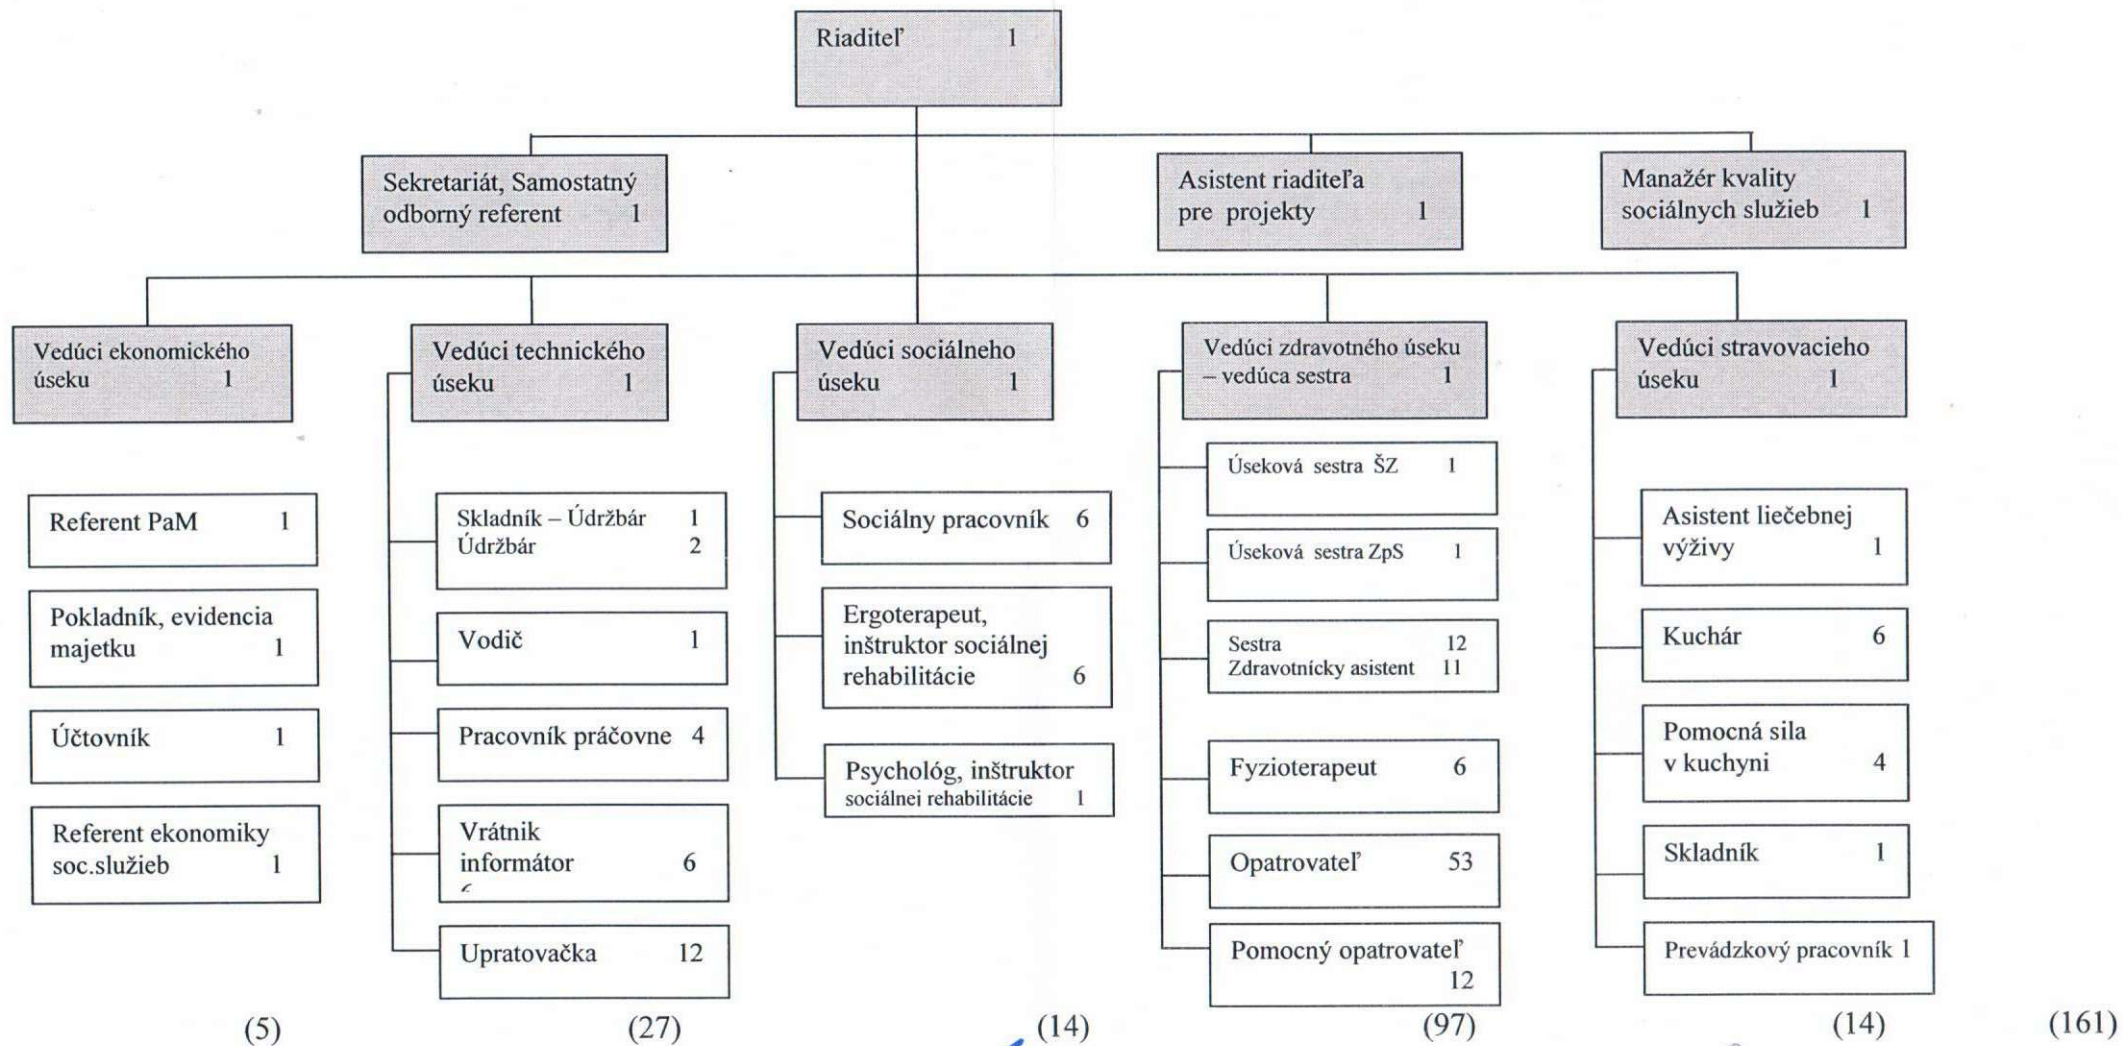 Riaditeľ 1
Sekretariát, Samostatný
odborný referent 1
Asistent riaditeľa
pre projekty 1
Manažér kvality
sociálnych služieb 1
Vedúci ekonomického
úseku 1
Referent PaM 1
Pokladník, evidencia
majetku 1
Účtovník 1
Referent ekonomiky
soc.služieb 1
(5)
Vedúci technického
úseku 1
Skladník – Údržbár 1
Údržbár 2
Vodič 1
Pracovník práčovne 4
Vrátnik
informátor 6
Upratovačka 12
(27)
Vedúci sociálneho
úseku 1
Sociálny pracovník 6
Ergoterapeut,
inštruktor sociálnej
rehabilitácie 6
Psychológ, inštruktor
sociálnej rehabilitácie 1
(14)
Vedúci zdravotného úseku
– vedúca sestra 1
Úseková sestra ŠZ 1
Úseková sestra ZpS 1
Sestra 12
Zdravotnícky asistent 11
Fyzioterapeut 6
Opatrovateľ 53
Pomocný opatrovateľ
12
(97)
Vedúci stravovacieho
úseku 1
Asistent liečebnej
výživy 1
Kuchár 6
Pomocná sila
v kuchyni 4
Skladník 1
Prevádzkový pracovník 1
(14)
(161)